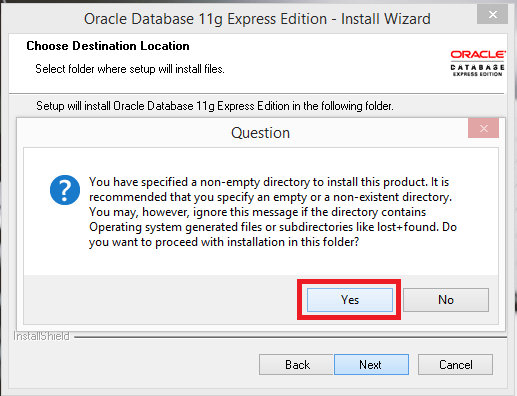 Oracle Database 11g Express Edition - Install Wizard
Choose Destination Location
Select folder where setup will install files.
ORACLE
DATABASE
EXPRESS EDITION
Setup will install Oracle Database 11g Express Edition in the following folder.
Question
You have specified a non-empty directory to install this product. It is
recommended that you specify an empty or a non-existent directory.
You may, however, ignore this message if the directory contains
Operating system generated files or subdirectories like lost+found. Do
you want to proceed with installation in this folder?
Yes
No
InstallShield
Back
Next
Cancel